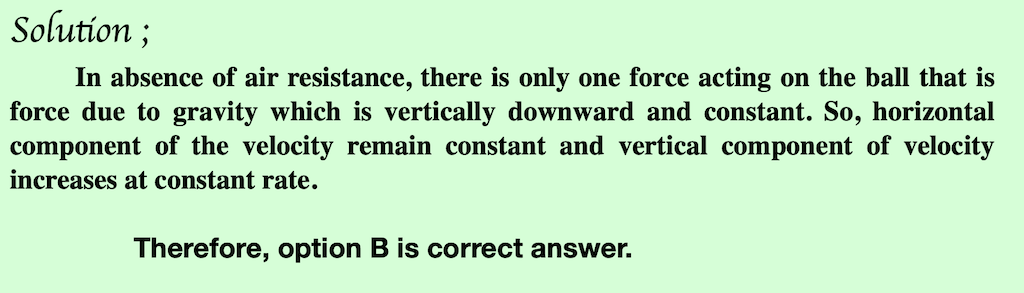 Solution ;
In absence of air resistance, there is only one force acting on the ball that is
force due to gravity which is vertically downward and constant. So, horizontal
component of the velocity remain constant and vertical component of velocity
increases at constant rate.
Therefore, option B is correct answer.